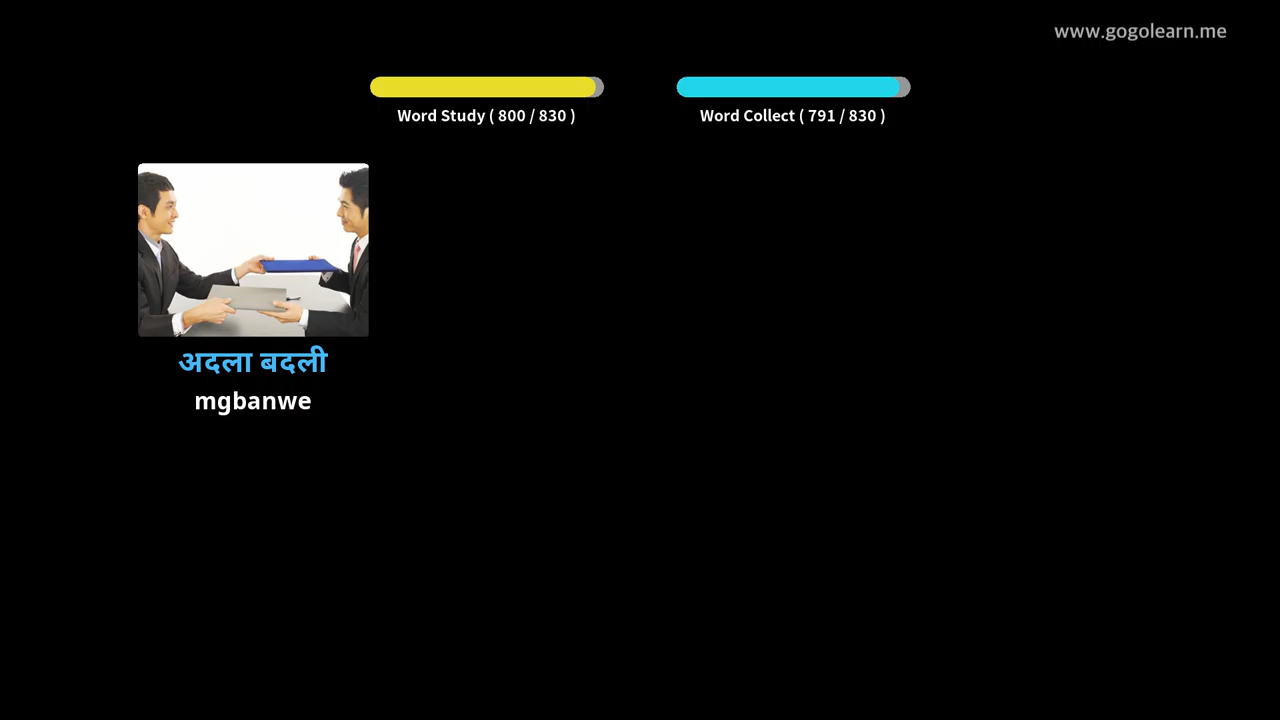 www.gogolearn.me
Word Study ( 800 / 830 )
Word Collect ( 791 / 830 )
अदला बदली
mgbanwe